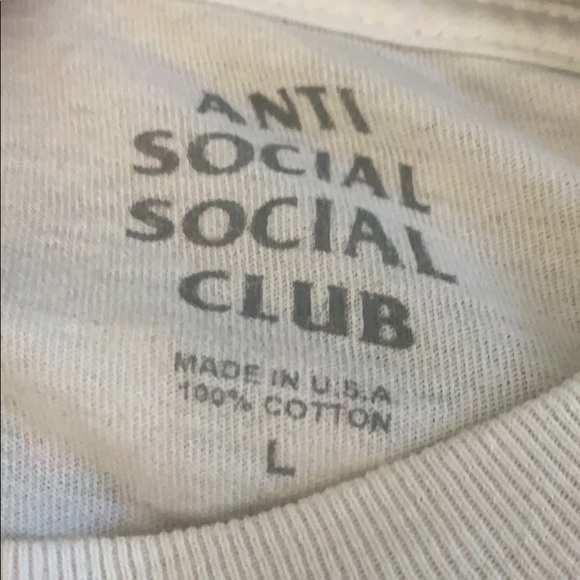 ANTI
SOCIAL
SOCIAL
CLUB
MADE IN U.S.A
100% COTTON
L